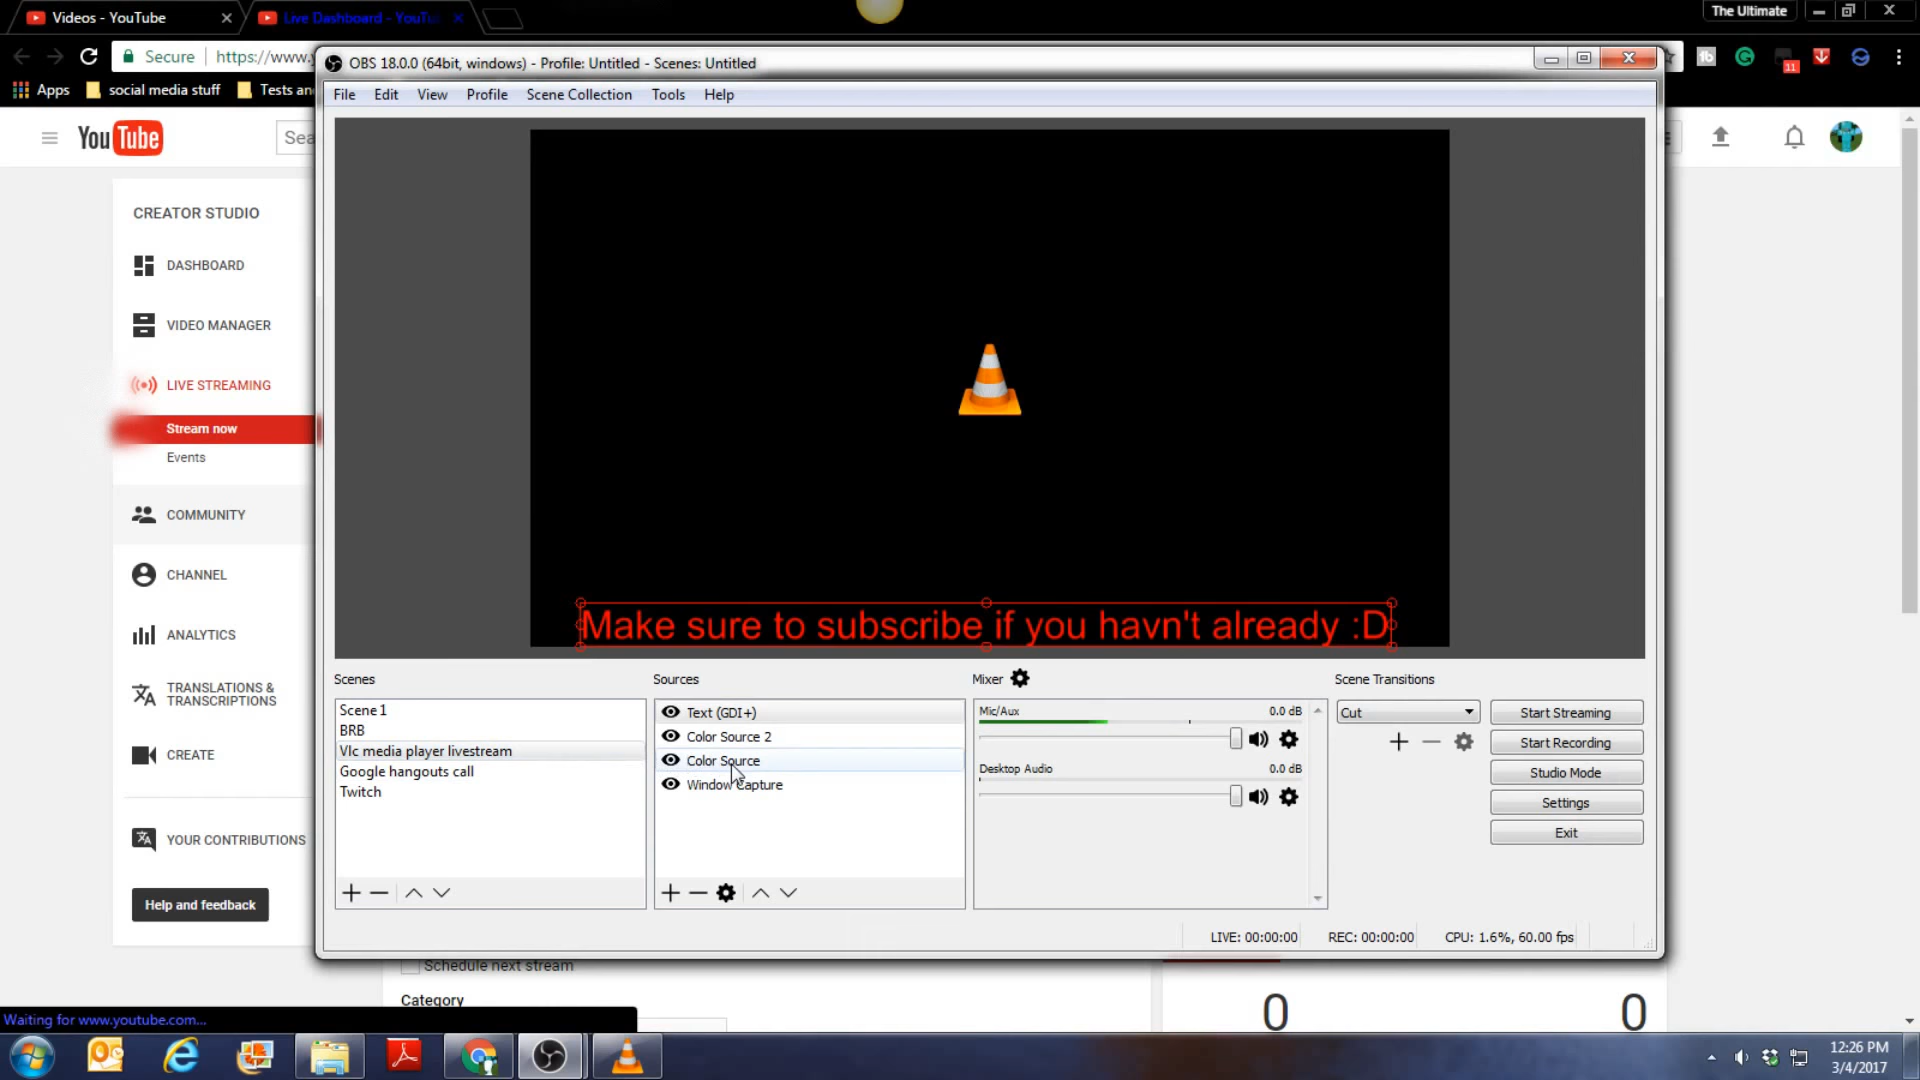 Videos - YouTube
Live Dashboard - YouTu
The Ultimate
Secure
https://www.y
11
Apps
social media stuff
Tests an
OBS 18.0.0 (64bit, windows) - Profile: Untitled - Scenes: Untitled
File Edit View Profile Scene Collection Tools Help
YouTube
Sea
CREATOR STUDIO
DASHBOARD
VIDEO MANAGER
LIVE STREAMING
Stream now
Events
COMMUNITY
CHANNEL
ANALYTICS
TRANSLATIONS &
TRANSCRIPTIONS
CREATE
YOUR CONTRIBUTIONS
Help and feedback
Make sure to subscribe if you havn't already :D
Scenes
Scene 1
BRB
Vlc media player livestream
Google hangouts call
Twitch
Sources
Text (GDI+)
Color Source 2
Color Source
Window Capture
Mixer
Mic/Aux
0.0 dB
Desktop Audio
0.0 dB
Scene Transitions
Cut
Start Streaming
Start Recording
Studio Mode
Settings
Exit
LIVE: 00:00:00
REC: 00:00:00
CPU: 1.6%, 60.00 fps
Schedule next stream
Category
0
0
Waiting for www.youtube.com...
12:26 PM
3/4/2017